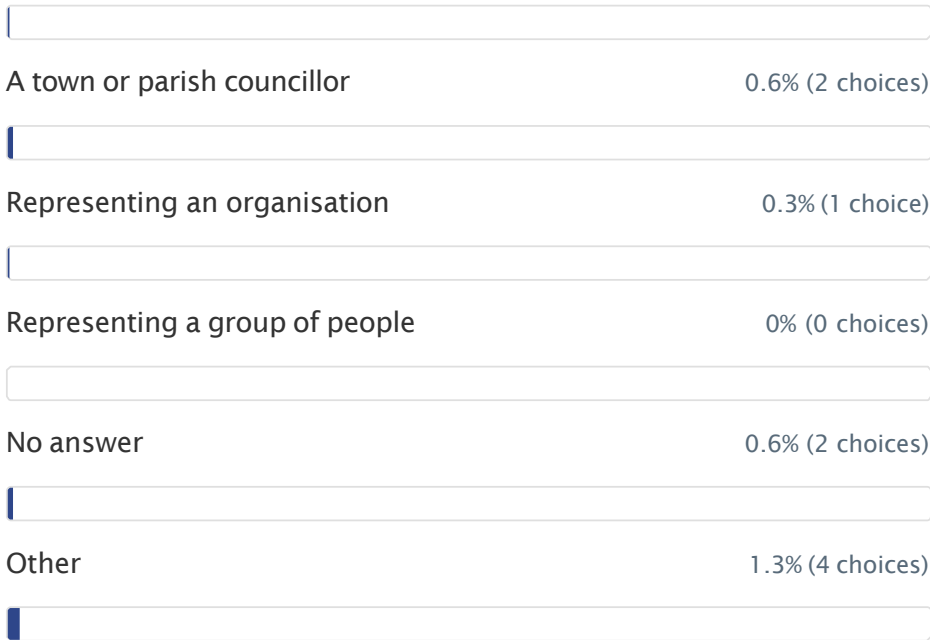 A town or parish councillor 0.6% (2 choices)
Representing an organisation 0.3% (1 choice)
Representing a group of people 0% (0 choices)
No answer 0.6% (2 choices)
Other 1.3% (4 choices)